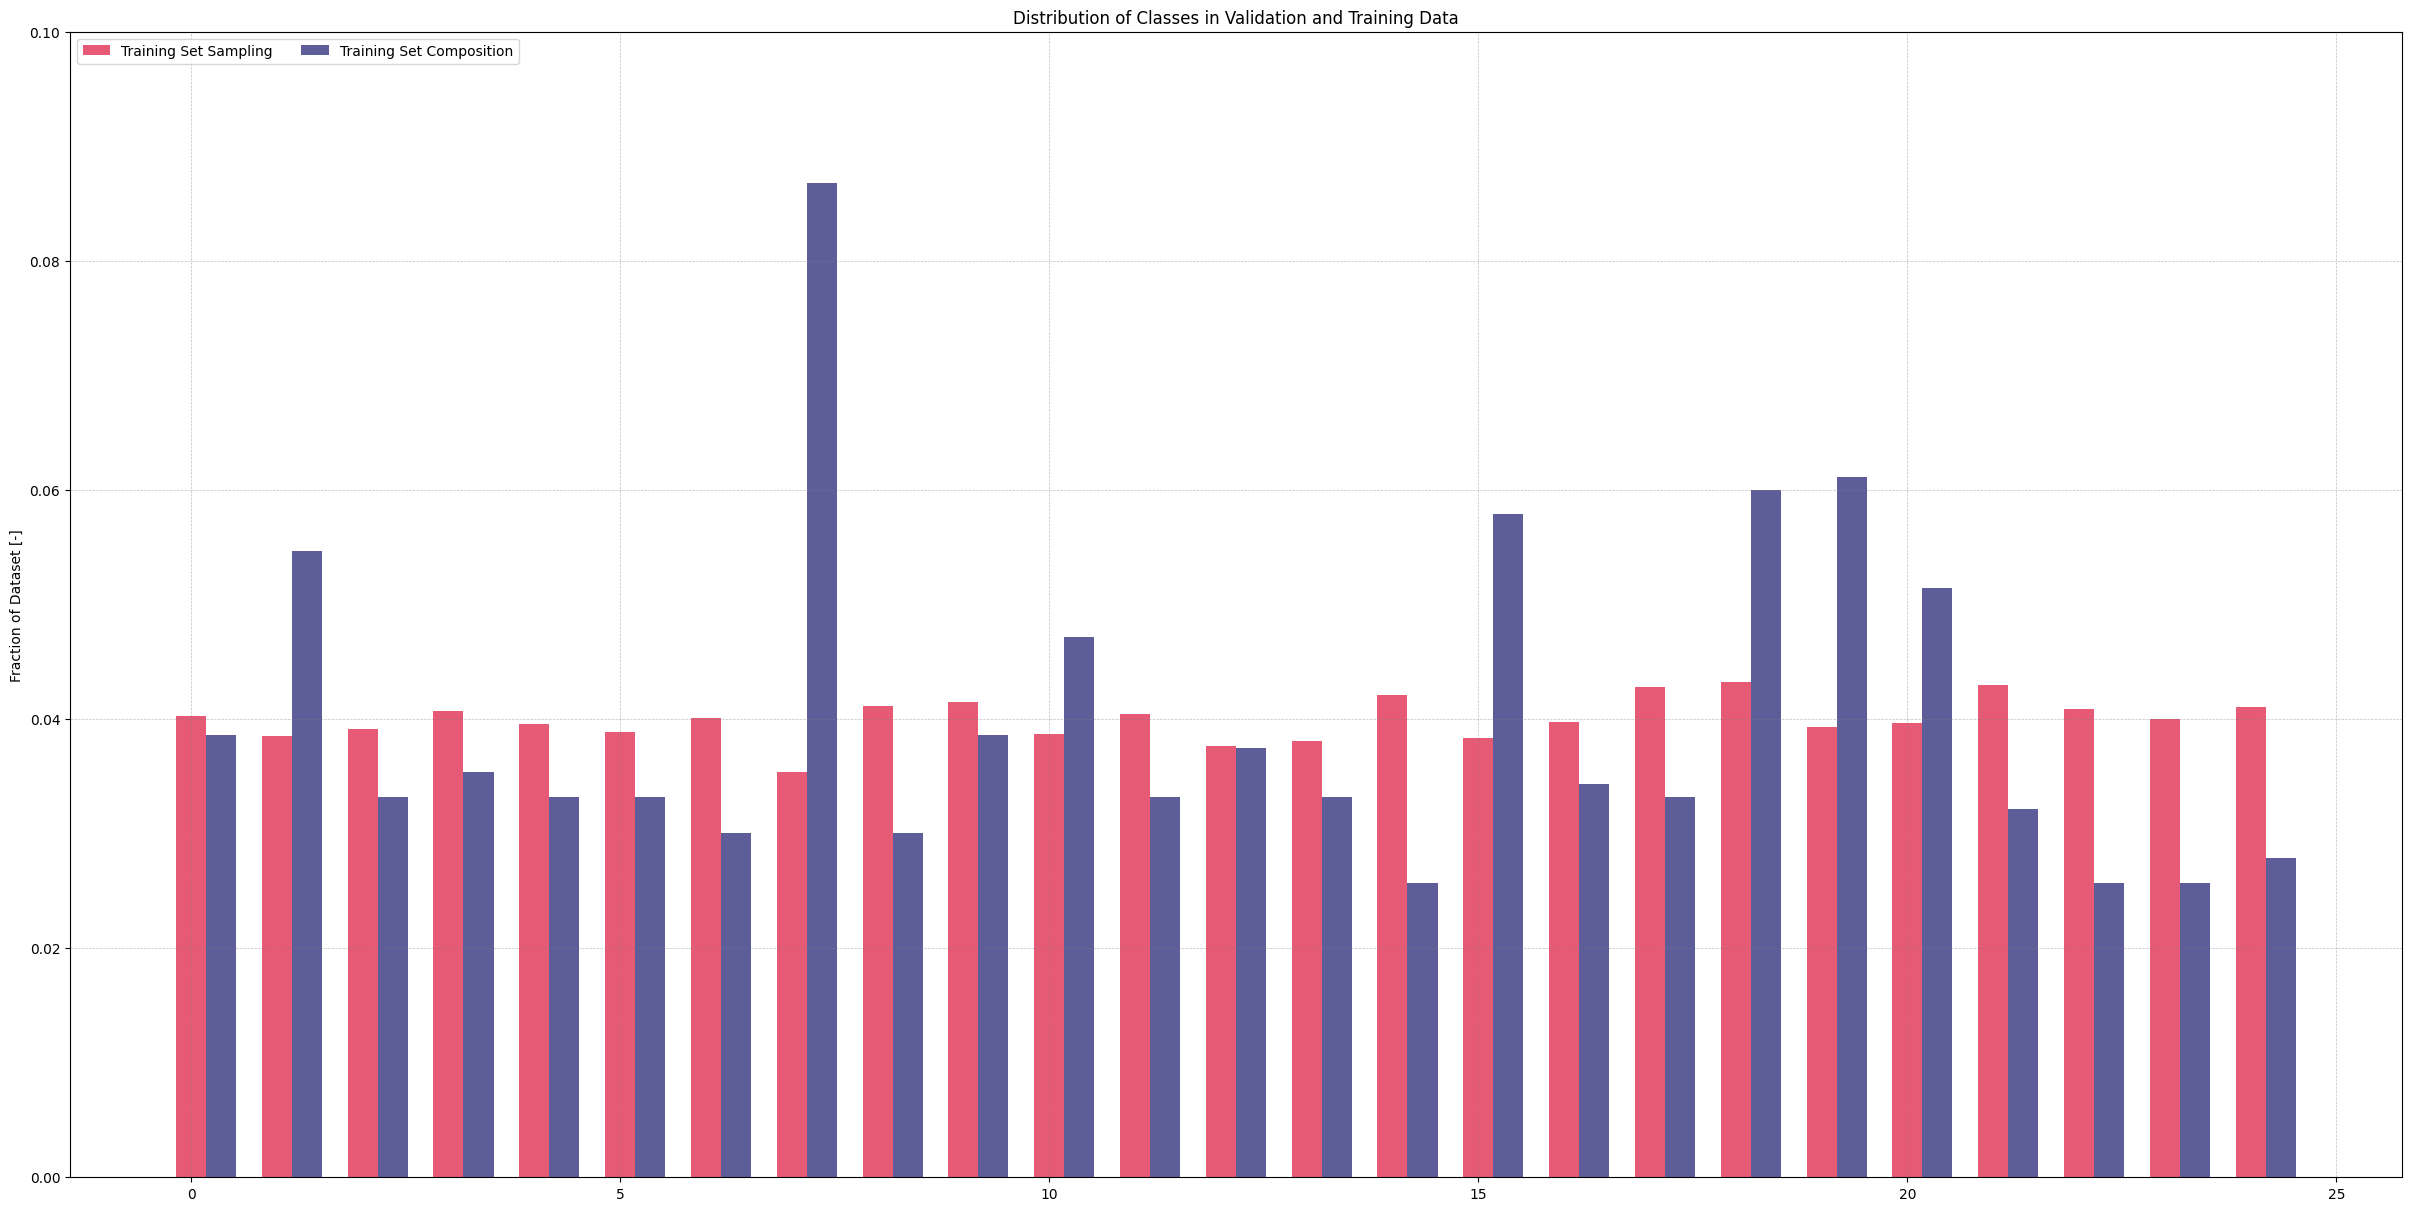 Distribution of Classes in Validation and Training Data
Training Set Sampling Training Set Composition
Fraction of Dataset [-]
0.10
0.08
0.06
0.04
0.02
0.00
0 5 10 15 20 25